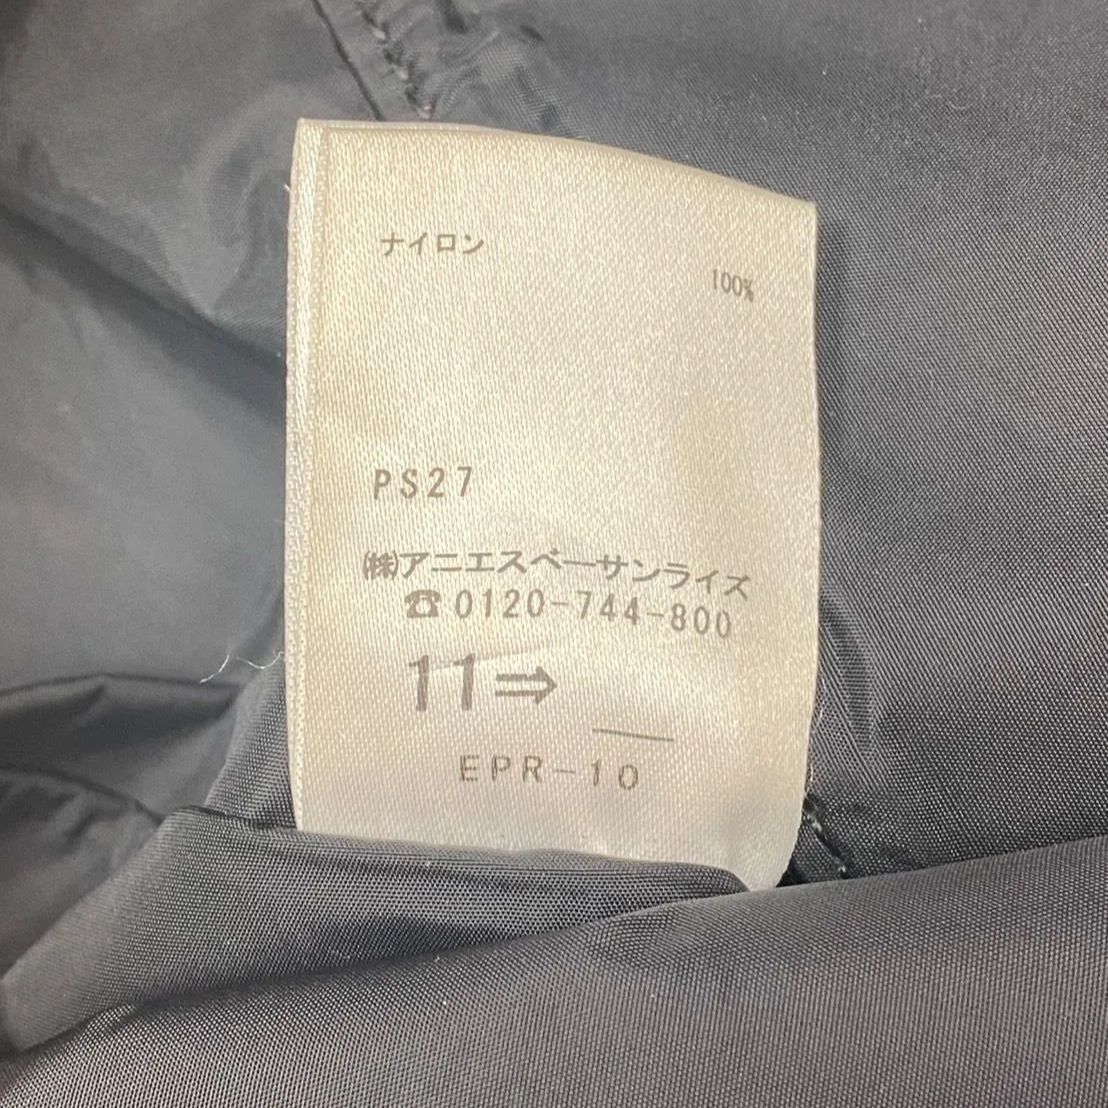 ナイロン 100%
PS27
㈱アニエスベーサンライズ
☎0120-744-800
11⇒
EPR-10